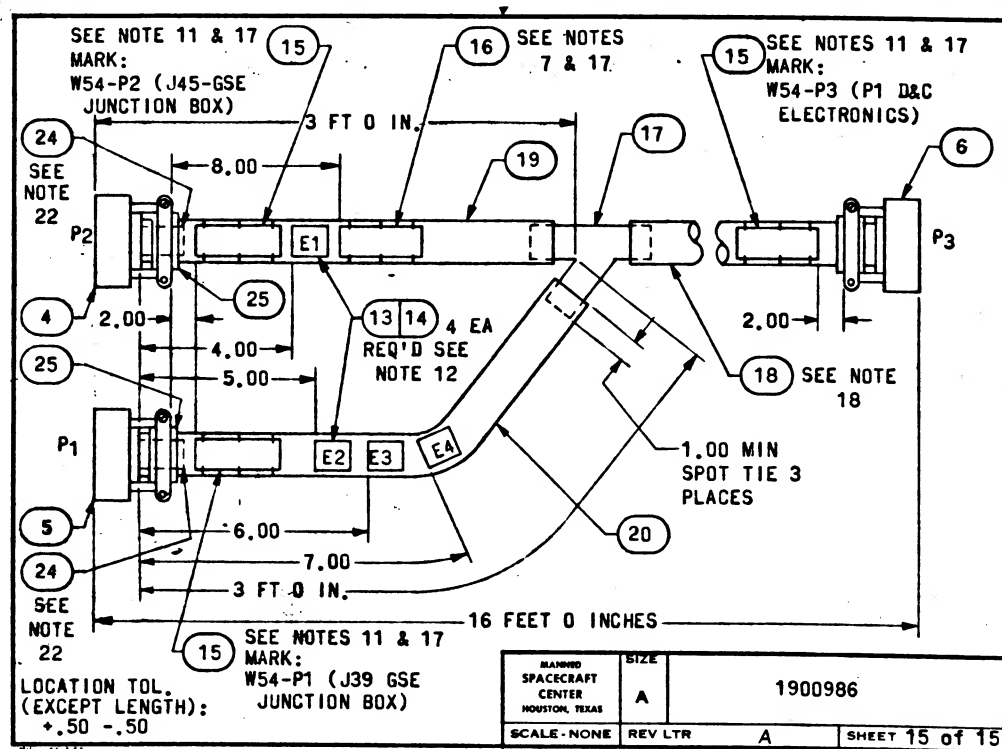 SEE NOTE 11 & 17
MARK:
W54-P2 (J45-GSE
JUNCTION BOX)
15
16
SEE NOTES
7 & 17
15
SEE NOTES 11 & 17
MARK:
W54-P3 (P1 D&C
ELECTRONICS)
3 FT 0 IN.
24
SEE
NOTE
22
8.00
19
17
6
P2
E1
P3
4
25
2.00
4.00
13 14 4 EA
REQ'D SEE
NOTE 12
2.00
18 SEE NOTE
18
25
5.00
P1
E2
E3
E4
1.00 MIN
SPOT TIE 3
PLACES
5
6.00
20
24
SEE
NOTE
22
7.00
3 FT 0 IN.
16 FEET 0 INCHES
15
SEE NOTES 11 & 17
MARK:
W54-P1 (J39 GSE
JUNCTION BOX)
LOCATION TOL.
(EXCEPT LENGTH):
+.50 -.50
MANNED
SPACECRAFT
CENTER
HOUSTON, TEXAS
SIZE
A
1900986
SCALE-NONE
REV LTR
A
SHEET 15 of 15